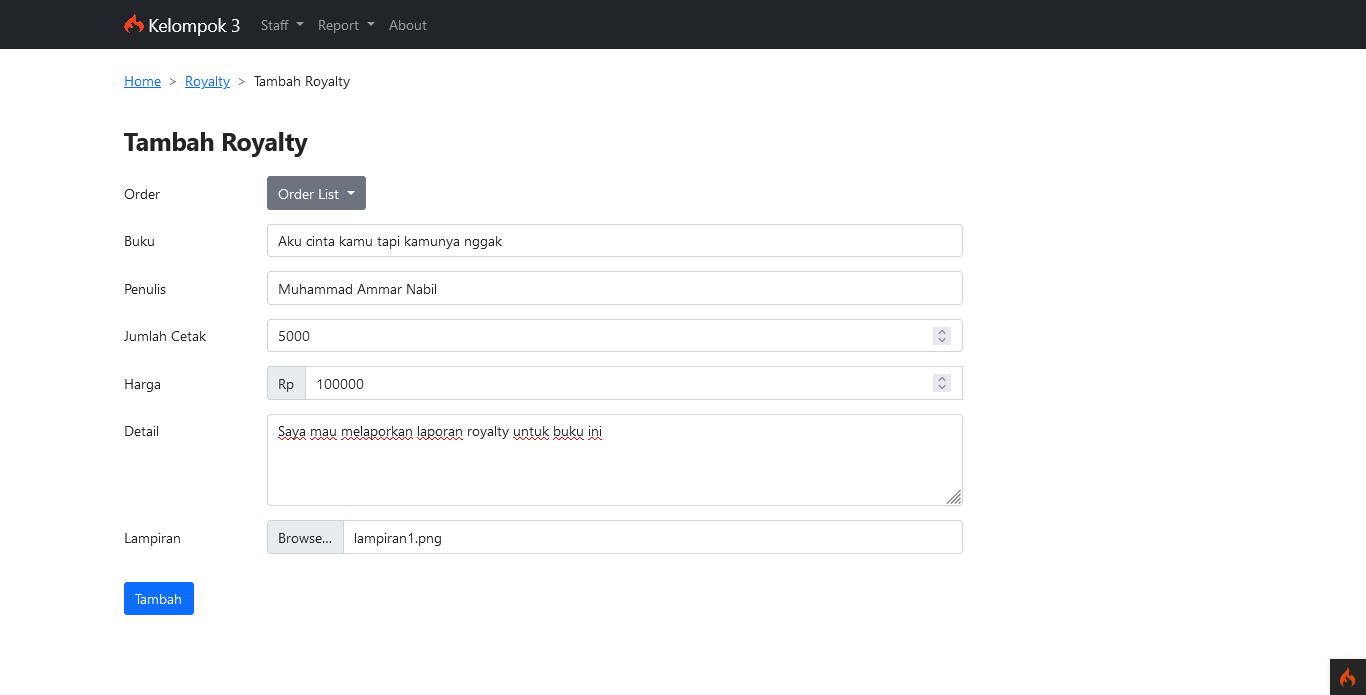 Kelompok 3 Staff Report About
Home > Royalty > Tambah Royalty
Tambah Royalty
Order Order List
Buku Aku cinta kamu tapi kamunya nggak
Penulis Muhammad Ammar Nabil
Jumlah Cetak 5000
Harga Rp 100000
Detail Saya mau melaporkan laporan royalty untuk buku ini
Lampiran Browse... lampiran1.png
Tambah